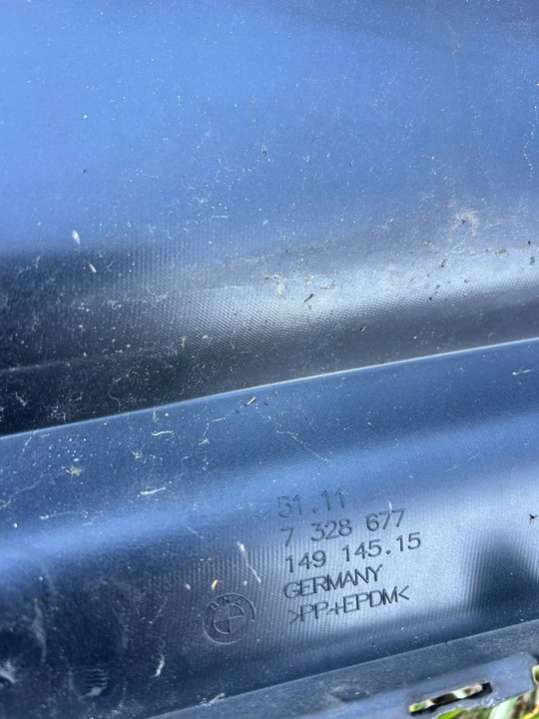 51.11
7 328 677
149 145.15
GERMANY
>PP+EPDM<